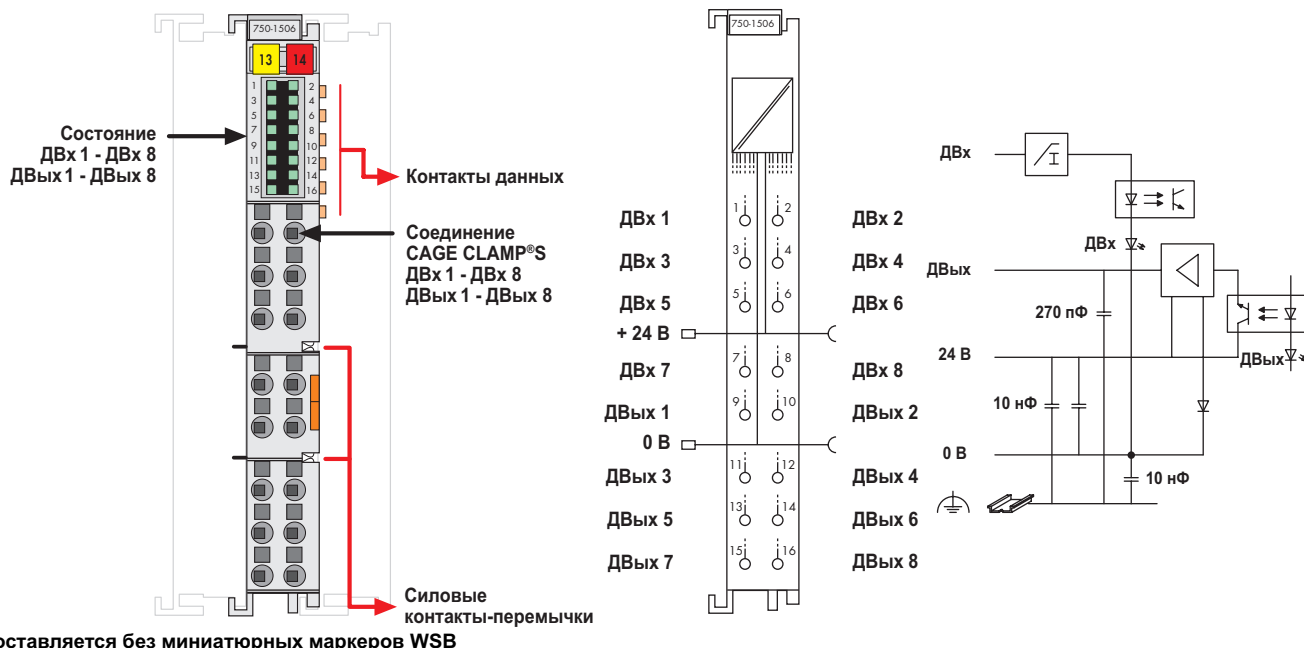 750-1506
13 14
1 2
3 4
5 6
7 8
9 10
11 12
13 14
15 16
Состояние
ДВх 1 - ДВх 8
ДВых 1 - ДВых 8
Контакты данных
Соединение
CAGE CLAMP®S
ДВх 1 - ДВх 8
ДВых 1 - ДВых 8
Силовые
контакты-перемычки
оставляется без миниатюрных маркеров WSB
750-1506
ДВх 1 1 2 ДВх 2
ДВх 3 3 4 ДВх 4
ДВх 5 5 6 ДВх 6
+ 24 В
ДВх 7 7 8 ДВх 8
ДВых 1 9 10 ДВых 2
0 В
ДВых 3 11 12 ДВых 4
ДВых 5 13 14 ДВых 6
ДВых 7 15 16 ДВых 8
ДВх
ДВх
ДВых
270 пФ
24 В
ДВых
10 нФ
0 В
10 нФ